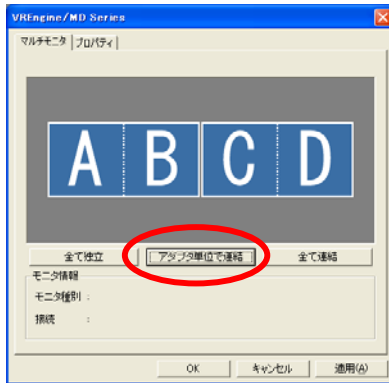 VREngine/MD Series
マルチモニタ プロパティ
A B C D
全て独立 アダプタ単位で連結 全て連結
モニタ情報
モニタ種別 :
接続 :
OK キャンセル 適用(A)